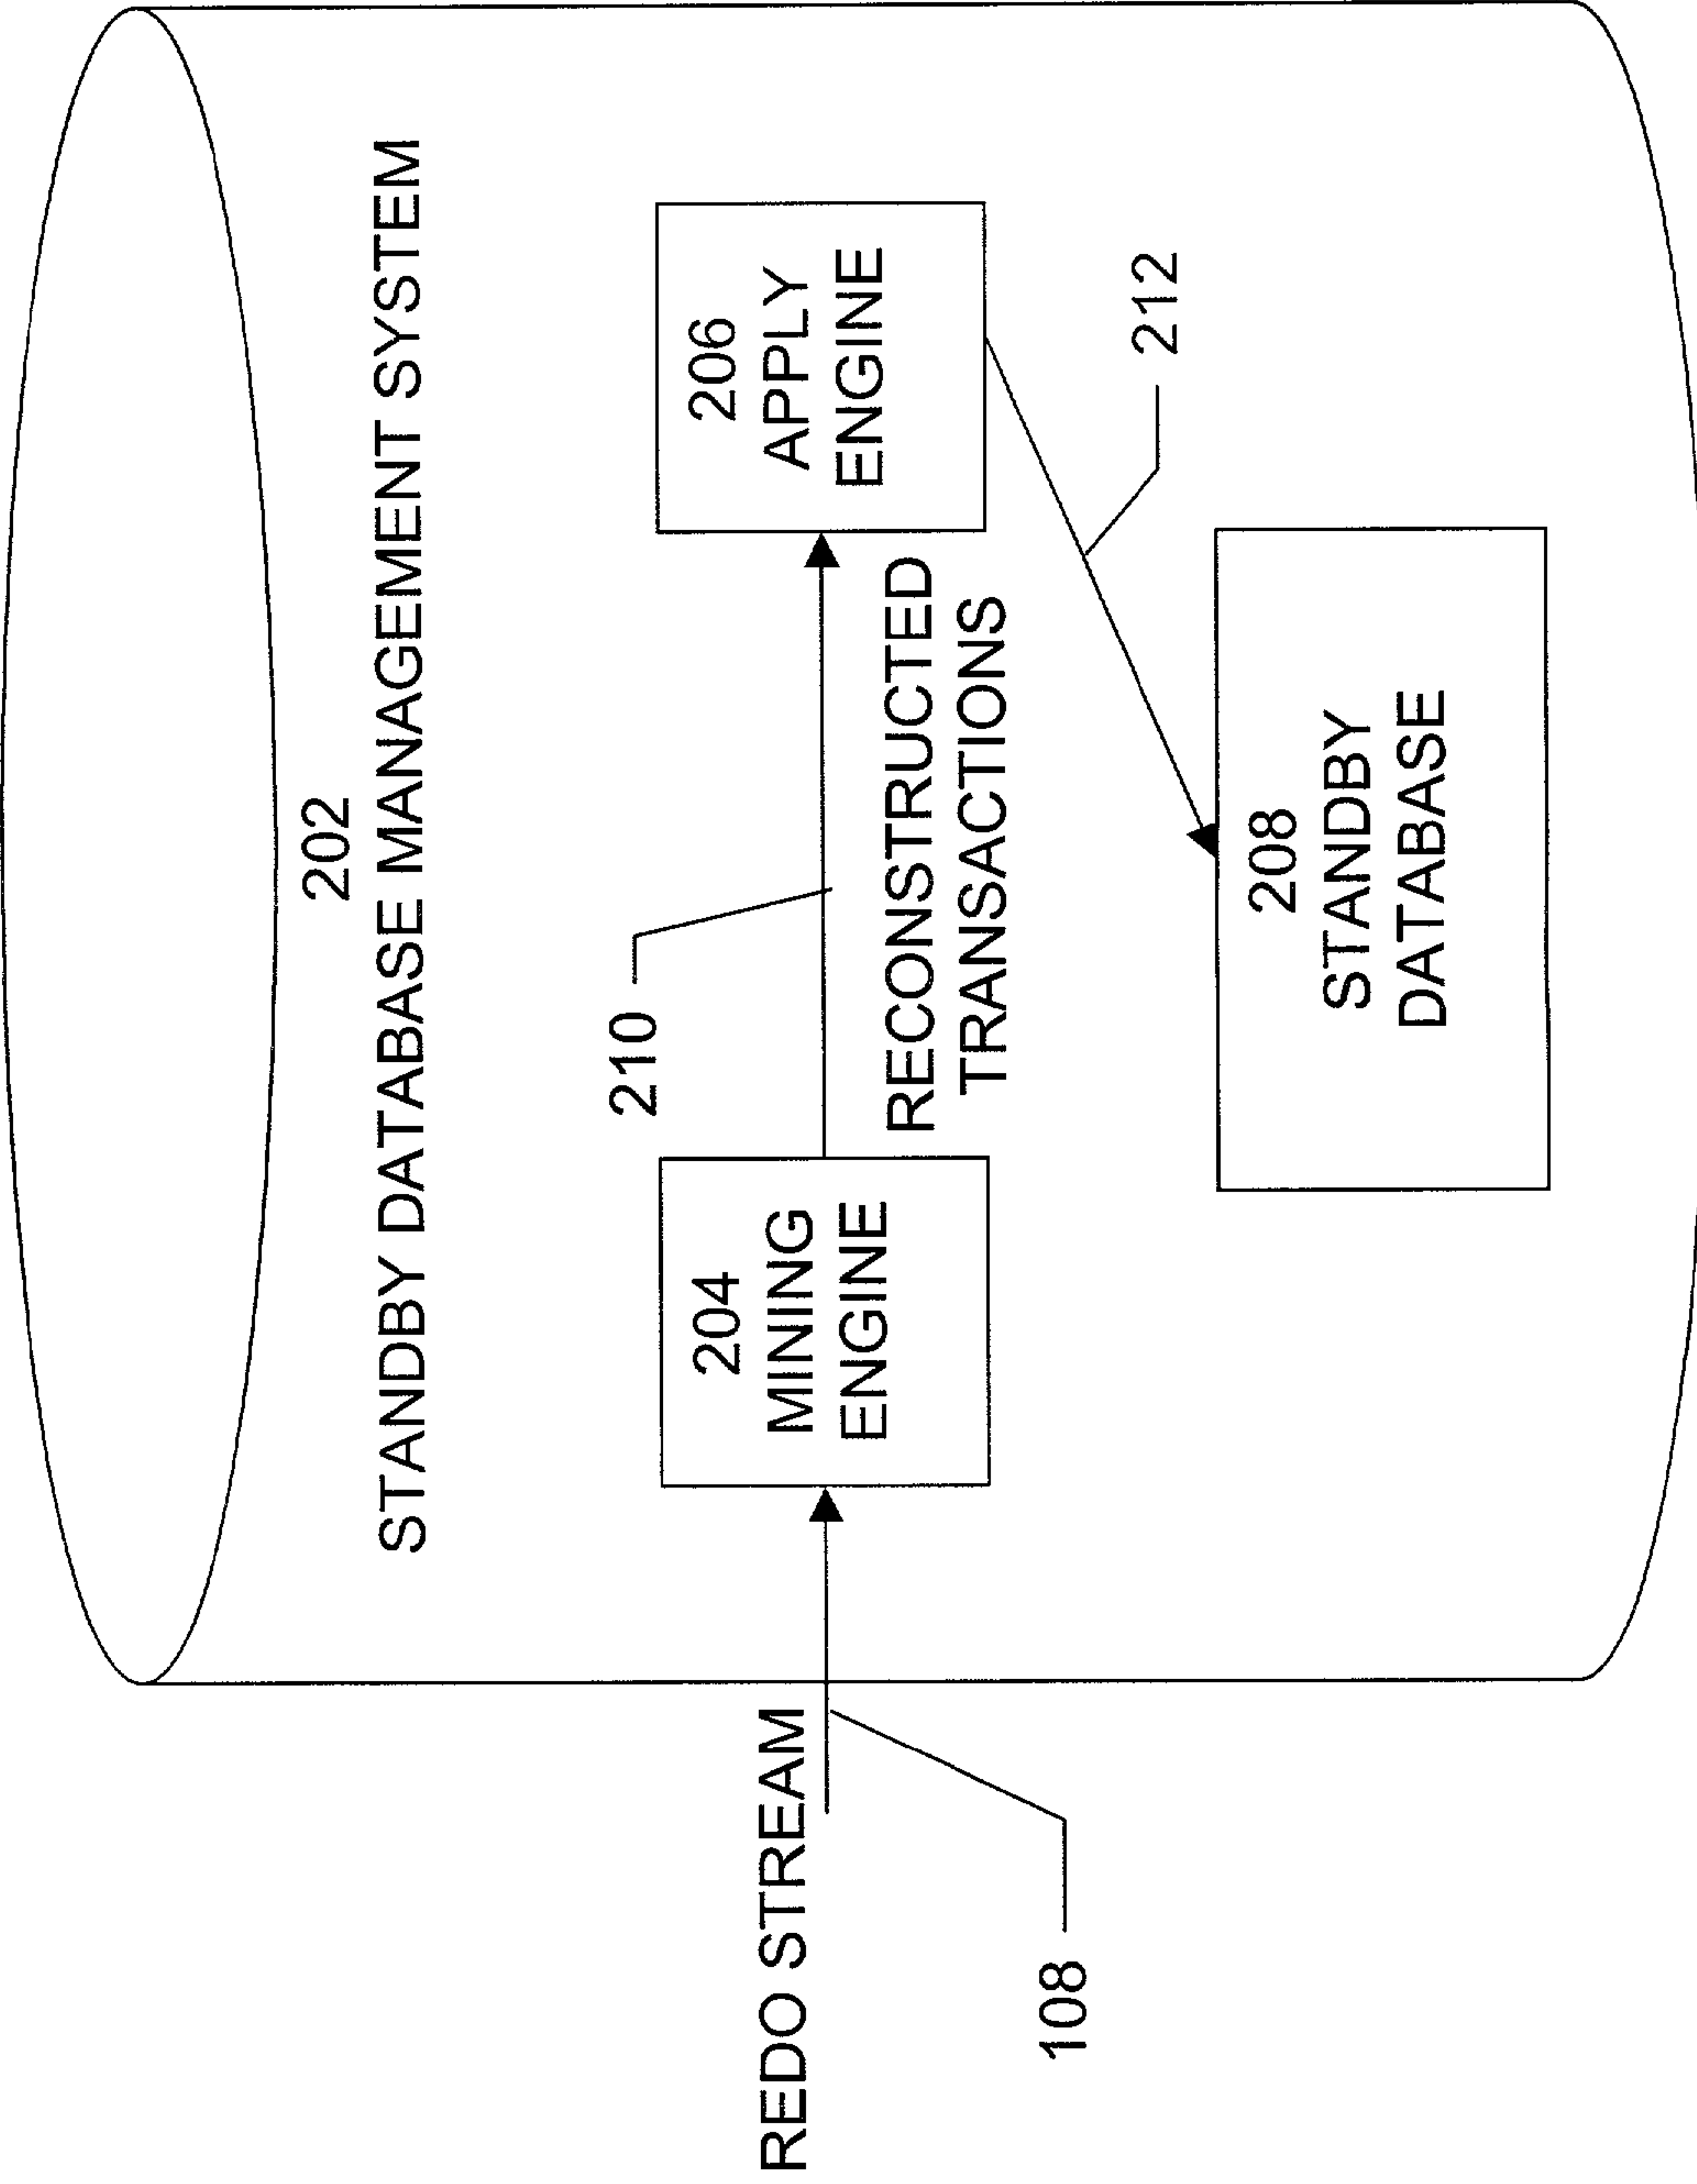 202
STANDBY DATABASE MANAGEMENT SYSTEM
210
204
MINING
ENGINE
206
APPLY
ENGINE
REDO STREAM
RECONSTRUCTED
TRANSACTIONS
108
212
208
STANDBY
DATABASE